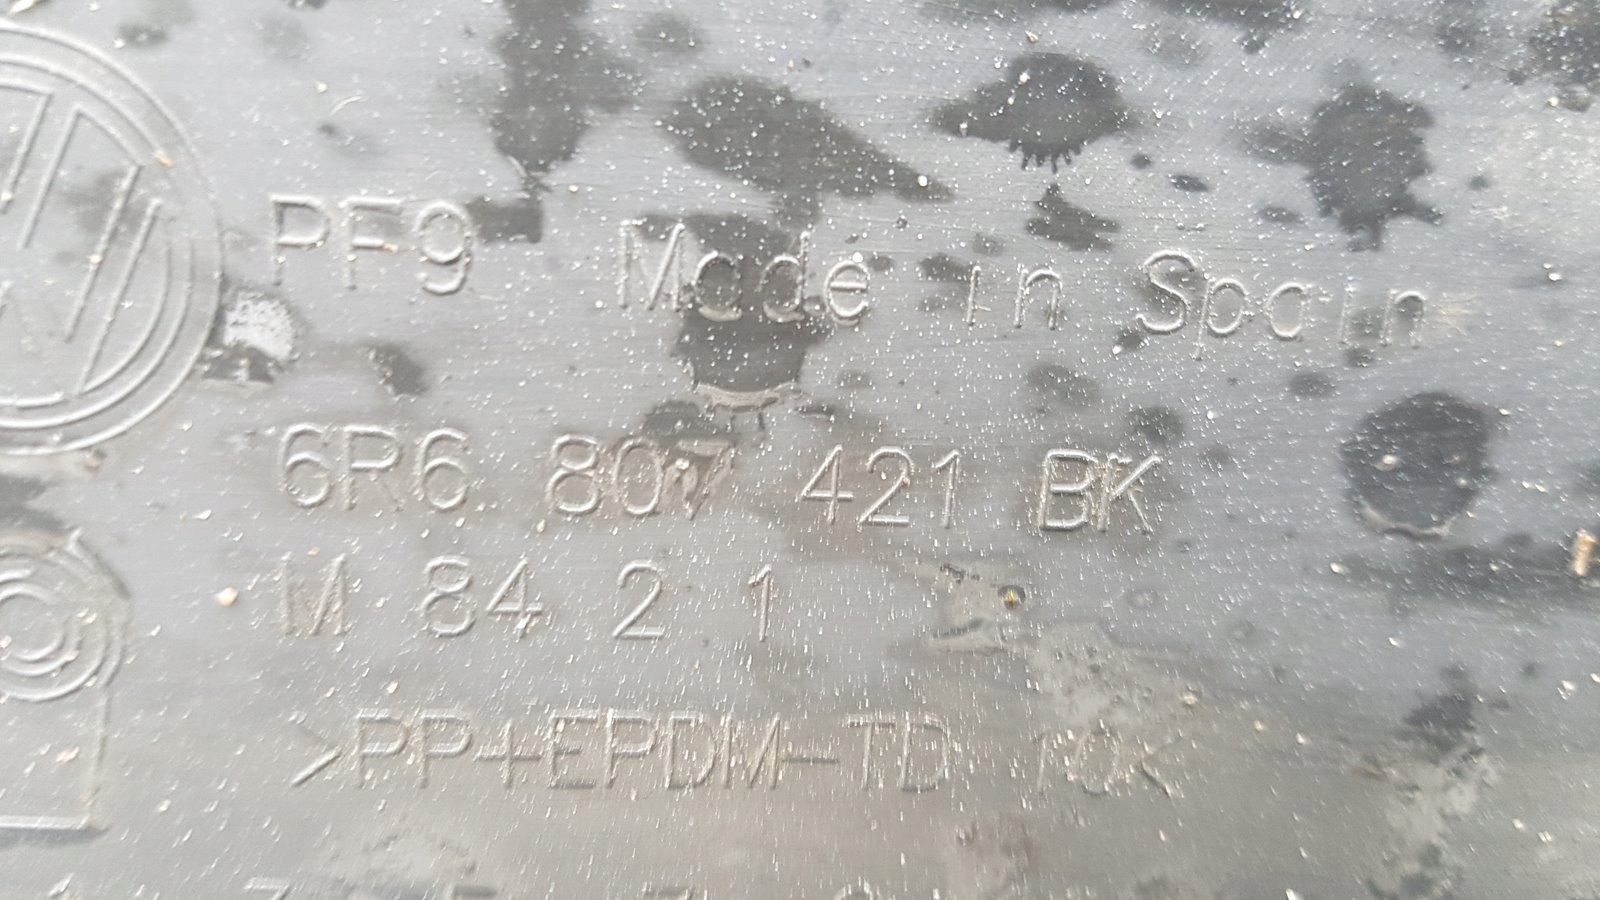 PF9 Made in Spain
6R6 807 421 BK
M 84 2 1
>PP+EPDM-TD 10<